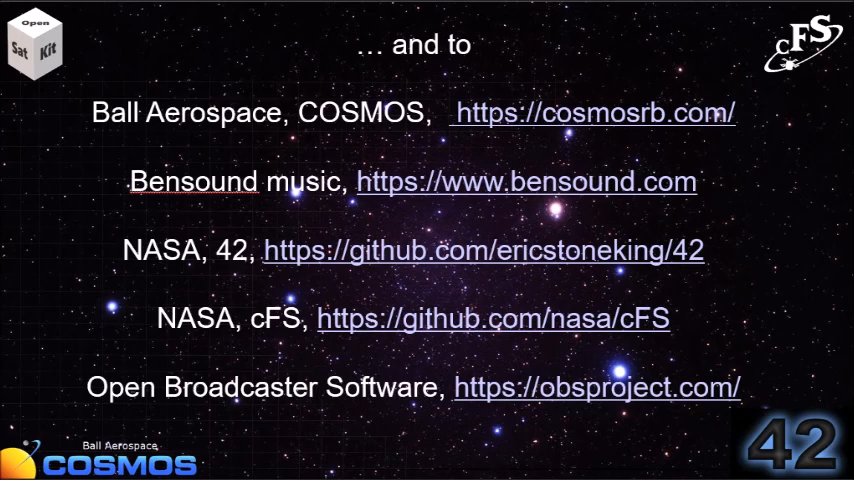 Open
Sat Kit
cFS
… and to
Ball Aerospace, COSMOS, https://cosmosrb.com/
Bensound music, https://www.bensound.com
NASA, 42, https://github.com/ericstoneking/42
NASA, cFS, https://github.com/nasa/cFS
Open Broadcaster Software, https://obsproject.com/
Ball Aerospace
COSMOS
42